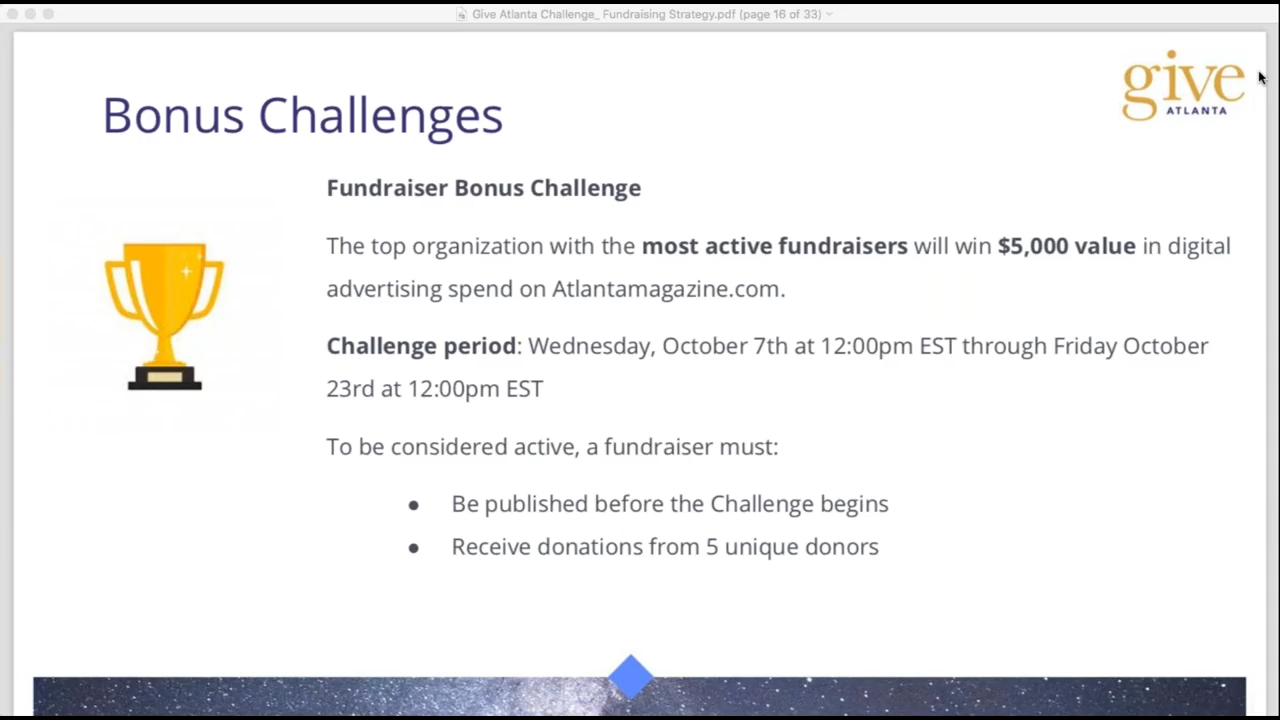 Give Atlanta Challenge_ Fundraising Strategy.pdf (page 16 of 33)
give
ATLANTA
Bonus Challenges
Fundraiser Bonus Challenge
The top organization with the most active fundraisers will win $5,000 value in digital
advertising spend on Atlantamagazine.com.
Challenge period: Wednesday, October 7th at 12:00pm EST through Friday October
23rd at 12:00pm EST
To be considered active, a fundraiser must:
● Be published before the Challenge begins
● Receive donations from 5 unique donors